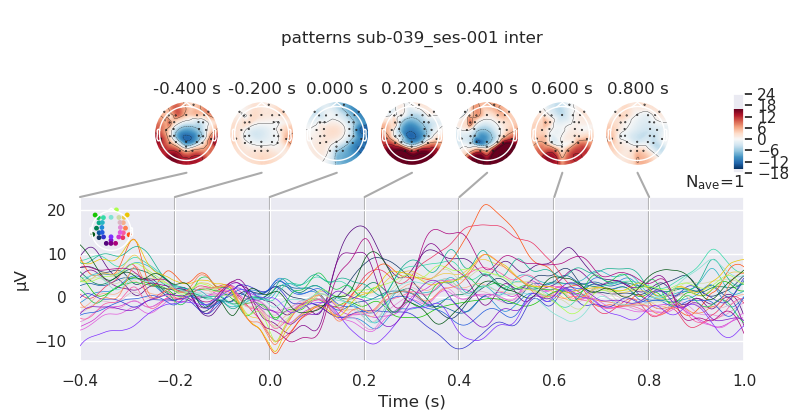 patterns sub-039_ses-001 inter
-0.400 s -0.200 s 0.000 s 0.200 s 0.400 s 0.600 s 0.800 s
24
18
12
6
0
−6
−12
−18
Nave=1
20
10
0
−10
µV
−0.4 −0.2 0.0 0.2 0.4 0.6 0.8 1.0
Time (s)